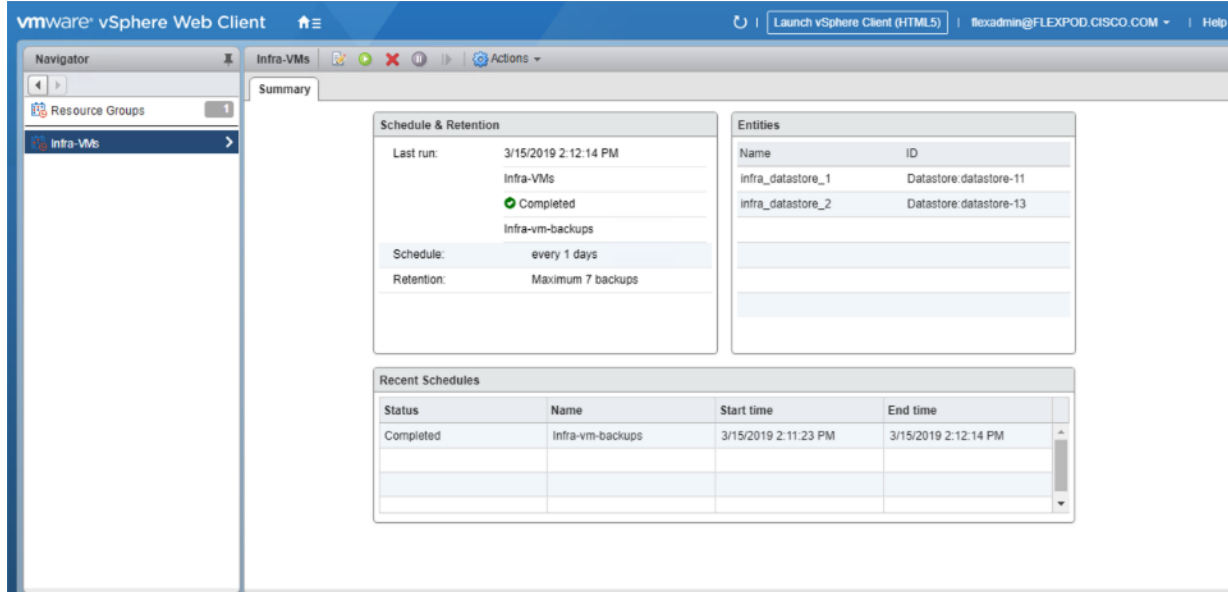 vmware® vSphere Web Client
Launch vSphere Client (HTML5) | flexadmin@FLEXPOD.CISCO.COM | Help
Navigator
Resource Groups 1
Infra-VMs
Infra-VMs Actions
Summary
Schedule & Retention
Last run: 3/15/2019 2:12:14 PM
Infra-VMs
Completed
Infra-vm-backups
Schedule: every 1 days
Retention: Maximum 7 backups
Entities
Name ID
infra_datastore_1 Datastore:datastore-11
infra_datastore_2 Datastore:datastore-13
Recent Schedules
Status Name Start time End time
Completed Infra-vm-backups 3/15/2019 2:11:23 PM 3/15/2019 2:12:14 PM